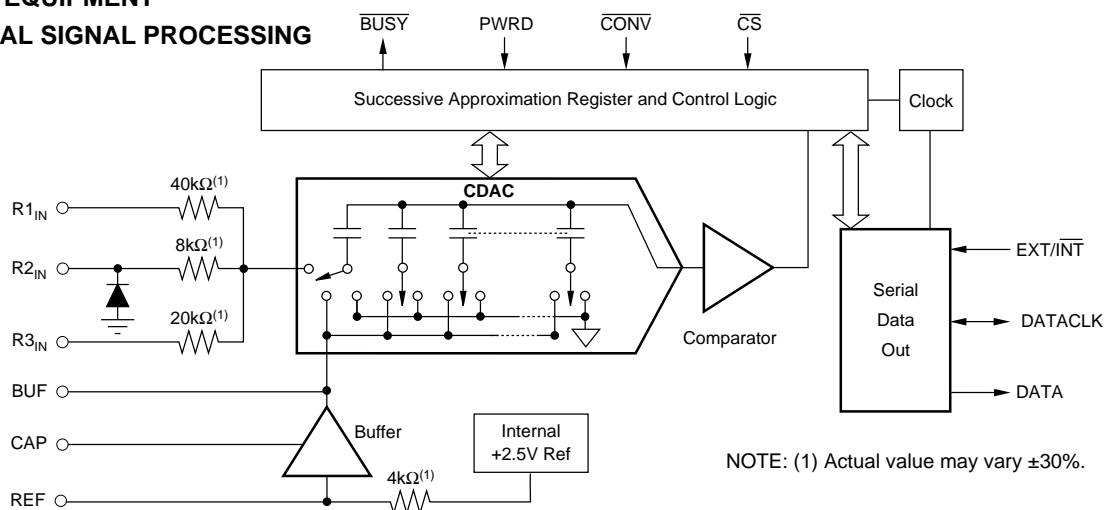 EQUIPMENT
AL SIGNAL PROCESSING
BUSY PWRD CONV CS
Successive Approximation Register and Control Logic
Clock
CDAC
40kΩ(1)
R1IN
8kΩ(1)
R2IN
20kΩ(1)
R3IN
BUF
CAP
REF
Buffer
4kΩ(1)
Internal
+2.5V Ref
Comparator
Serial
Data
Out
EXT/INT
DATACLK
DATA
NOTE: (1) Actual value may vary ±30%.